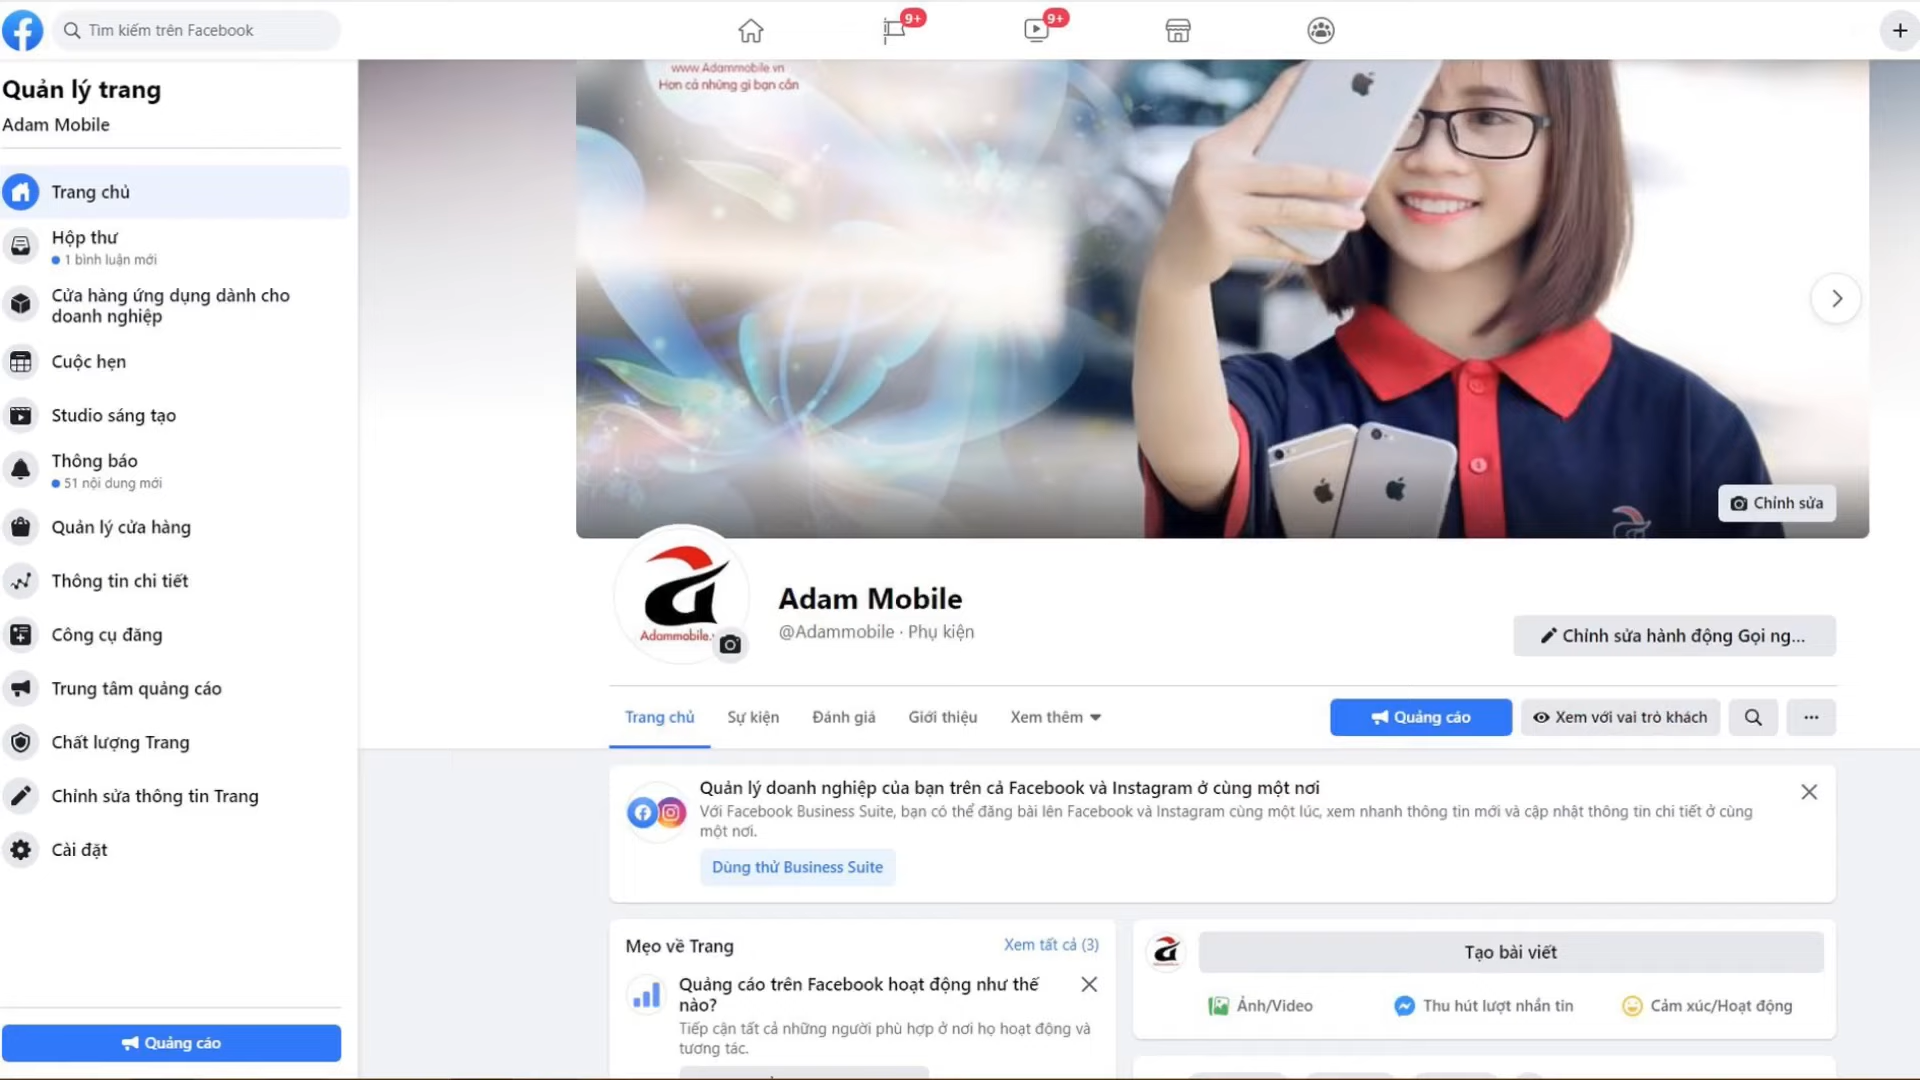 Tìm kiếm trên Facebook
9+
9+
Quản lý trang
Adam Mobile
Trang chủ
Hộp thư
1 bình luận mới
Cửa hàng ứng dụng dành cho
doanh nghiệp
Cuộc hẹn
Studio sáng tạo
Thông báo
51 nội dung mới
Quản lý cửa hàng
Thông tin chi tiết
Công cụ đăng
Trung tâm quảng cáo
Chất lượng Trang
Chỉnh sửa thông tin Trang
Cài đặt
Quảng cáo
www Adammobile vn
Hơn cả những gì bạn cần
Chỉnh sửa
Adammobile.
Adam Mobile
@Adammobile · Phụ kiện
Chỉnh sửa hành động Gọi ng...
Trang chủ
Sự kiện
Đánh giá
Giới thiệu
Xem thêm
Quảng cáo
Xem với vai trò khách
Quản lý doanh nghiệp của bạn trên cả Facebook và Instagram ở cùng một nơi
Với Facebook Business Suite, bạn có thể đăng bài lên Facebook và Instagram cùng một lúc, xem nhanh thông tin mới và cập nhật thông tin chi tiết ở cùng
một nơi.
Dùng thử Business Suite
Mẹo về Trang
Xem tất cả (3)
Quảng cáo trên Facebook hoạt động như thế
nào?
Tiếp cận tất cả những người phù hợp ở nơi họ hoạt động và
tương tác.
Tạo bài viết
Ảnh/Video
Thu hút lượt nhắn tin
Cảm xúc/Hoạt động